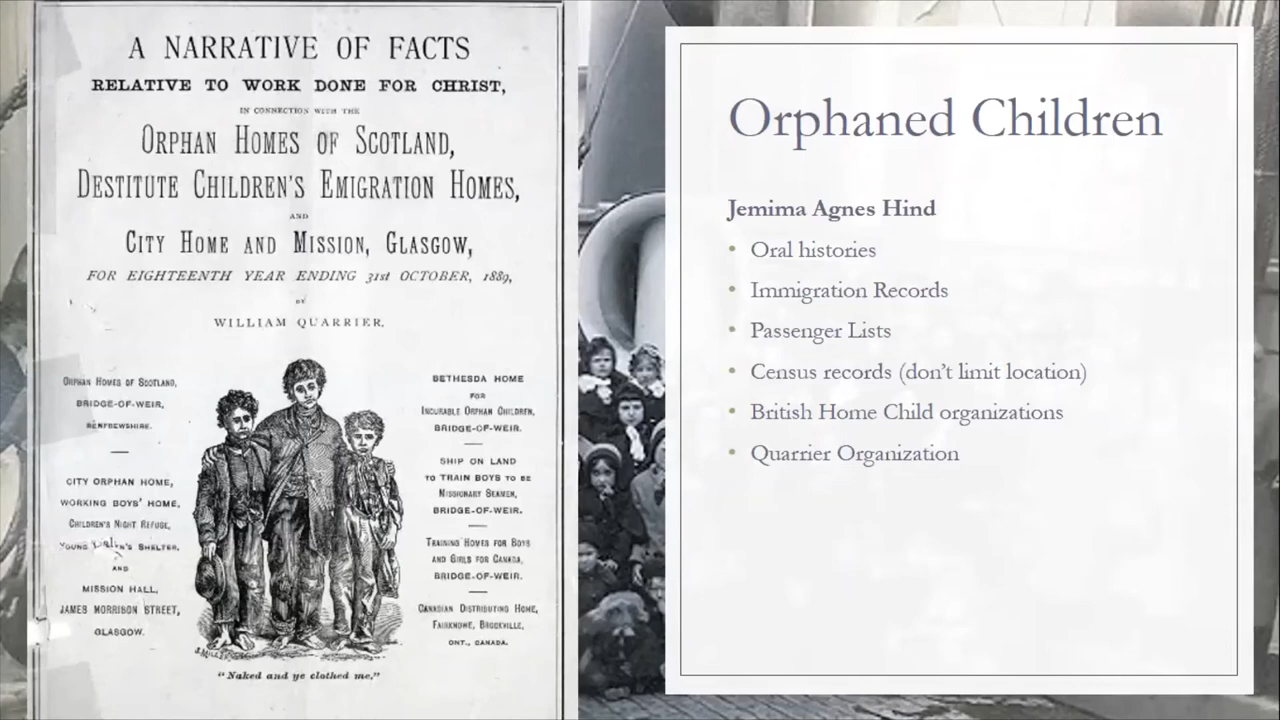 A NARRATIVE OF FACTS
RELATIVE TO WORK DONE FOR CHRIST,
IN CONNECTION WITH THE
ORPHAN HOMES OF SCOTLAND,
DESTITUTE CHILDREN'S EMIGRATION HOMES,
AND
CITY HOME AND MISSION, GLASGOW,
FOR EIGHTEENTH YEAR ENDING 31st OCTOBER, 1889,
BY
WILLIAM QUARRIER.
ORPHAN HOMES OF SCOTLAND,
BRIDGE-OF-WEIR,
RENFREWSHIRE.
CITY ORPHAN HOME,
WORKING BOYS' HOME,
CHILDREN'S NIGHT REFUGE,
YOUNG SHELTER,
AND
MISSION HALL,
JAMES MORRISON STREET,
GLASGOW.
BETHESDA HOME
FOR
INCURABLE ORPHAN CHILDREN,
BRIDGE-OF-WEIR.
SHIP ON LAND
TO TRAIN BOYS TO BE
MISSIONARY SEAMEN,
BRIDGE-OF-WEIR.
TRAINING HOMES FOR BOYS
AND GIRLS FOR CANADA,
BRIDGE-OF-WEIR.
CANADIAN DISTRIBUTING HOME,
FAIRKNOWE, BROCKVILLE,
ONT., CANADA.
"Naked and ye clothed me."
Orphaned Children
Jemima Agnes Hind
• Oral histories
• Immigration Records
• Passenger Lists
• Census records (don't limit location)
• British Home Child organizations
• Quarrier Organization